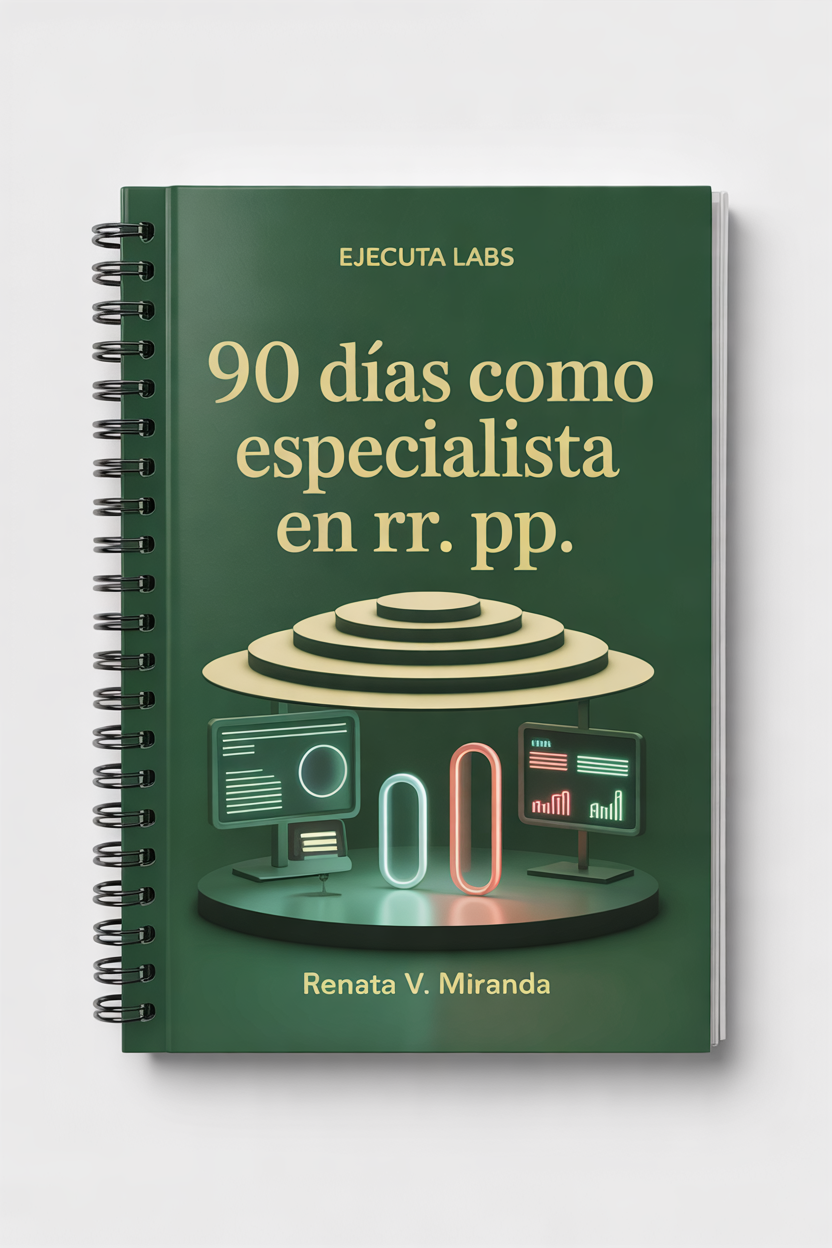 EJECUTA LABS
90 días como
especialista
en rr. pp.
Renata V. Miranda